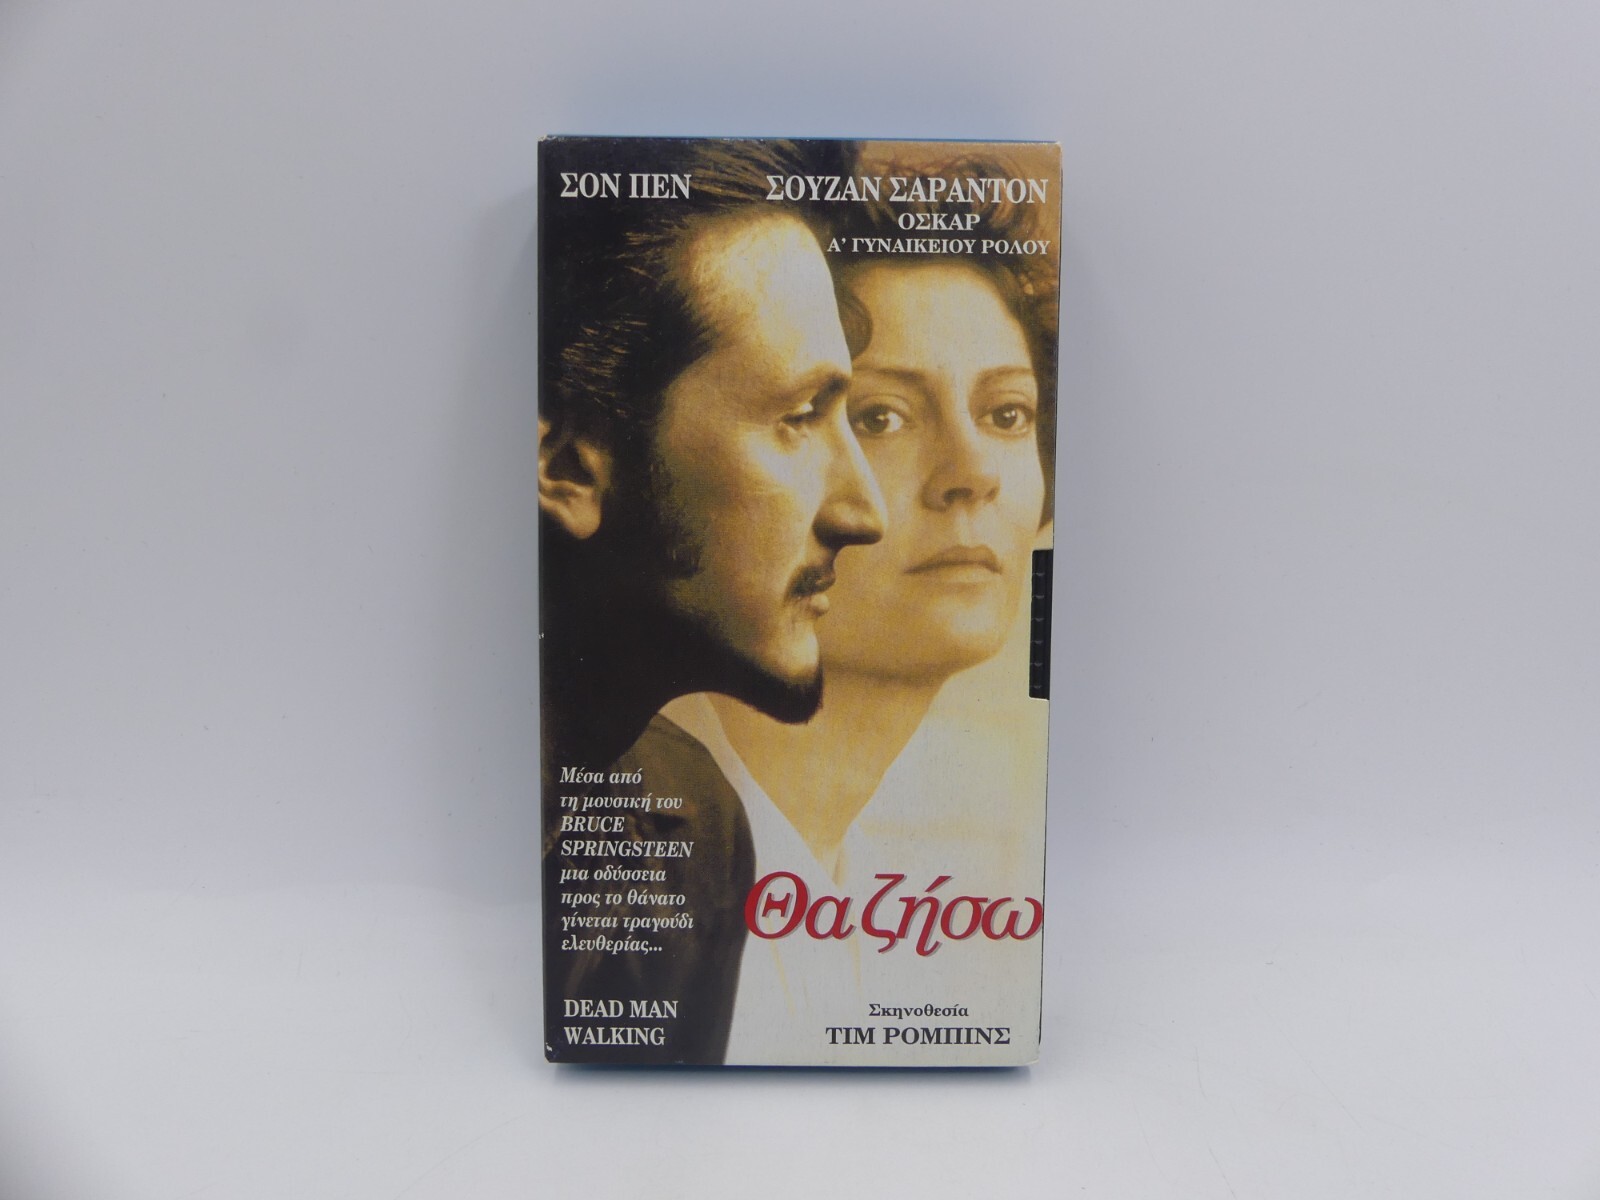 ΣΟΝ ΠΕΝ
ΣΟΥΖΑΝ ΣΑΡΑΝΤΟΝ
ΟΣΚΑΡ
Α' ΓΥΝΑΙΚΕΙΟΥ ΡΟΛΟΥ
Μέσα από
τη μουσική του
BRUCE
SPRINGSTEEN
μια οδύσσεια
προς το θάνατο
γίνεται τραγούδι
ελευθερίας...
Θα ζήσω
DEAD MAN
WALKING
Σκηνοθεσία
ΤΙΜ ΡΟΜΠΙΝΣ